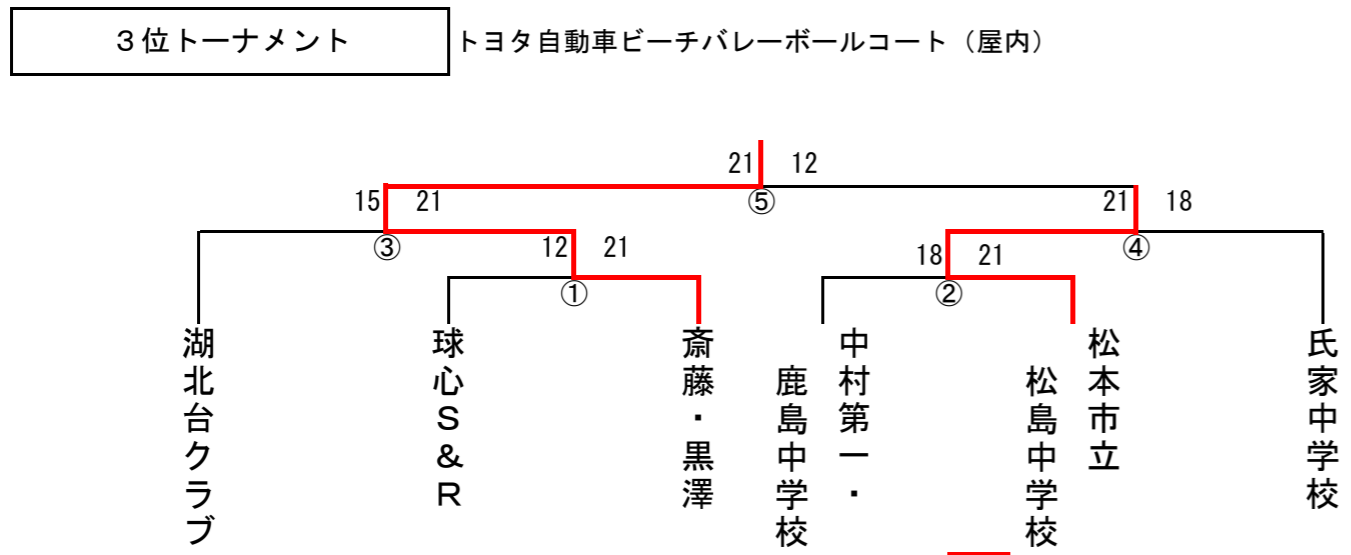 ３位トーナメント
トヨタ自動車ビーチバレーボールコート（屋内）
21 12
⑤
15 21
③
21 18
④
12 21
①
18 21
②
湖北台クラブ
球心Ｓ＆Ｒ
斎藤・黒澤
中村第一・
鹿島中学校
松本市立
松島中学校
氏家中学校